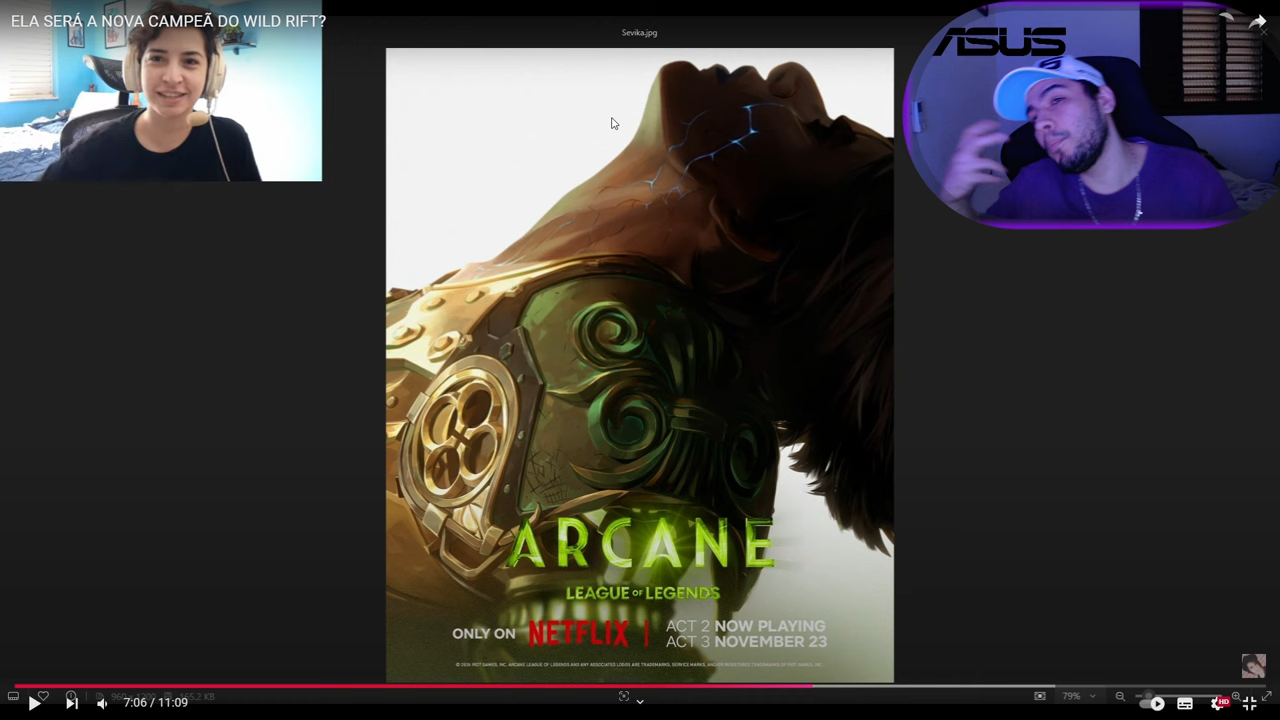 ELA SERÁ A NOVA CAMPEÃ DO WILD RIFT?
Sevika.jpg
ASUS
ARCANE
LEAGUE OF LEGENDS
ONLY ON NETFLIX | ACT 2 NOW PLAYING
ACT 3 NOVEMBER 23
7:06 / 11:09
79%
HD